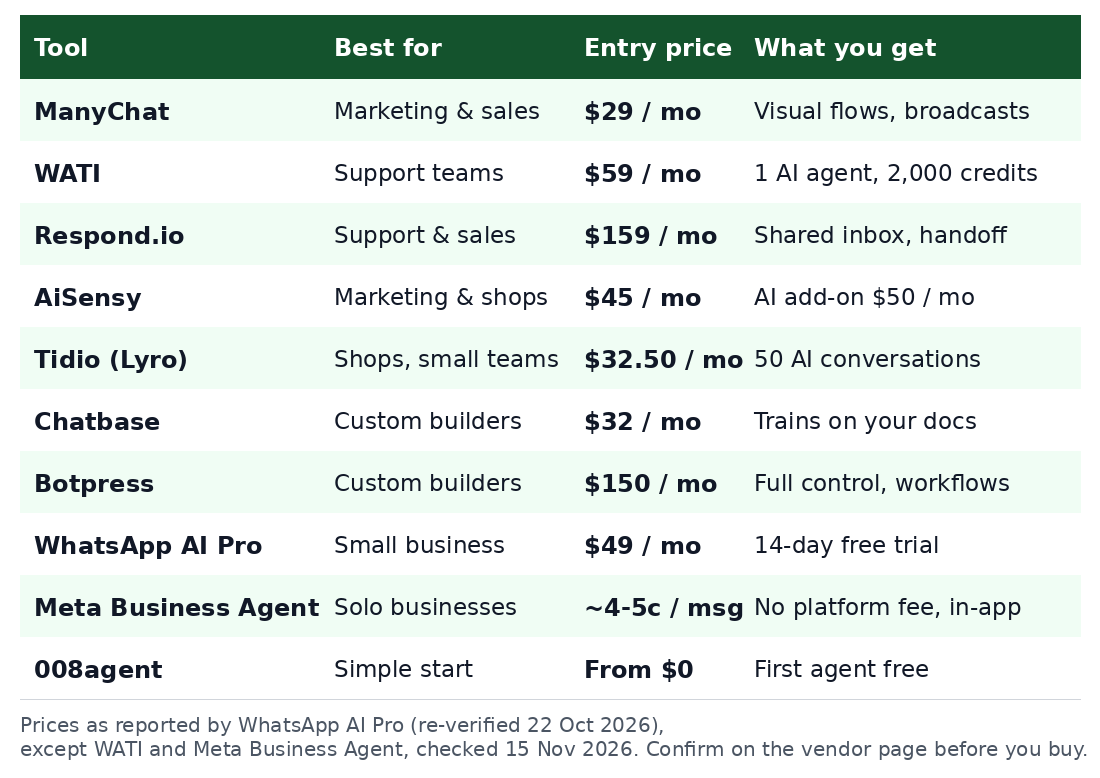 Tool Best for Entry price What you get
ManyChat Marketing & sales $29 / mo Visual flows, broadcasts
WATI Support teams $59 / mo 1 AI agent, 2,000 credits
Respond.io Support & sales $159 / mo Shared inbox, handoff
AiSensy Marketing & shops $45 / mo AI add-on $50 / mo
Tidio (Lyro) Shops, small teams $32.50 / mo 50 AI conversations
Chatbase Custom builders $32 / mo Trains on your docs
Botpress Custom builders $150 / mo Full control, workflows
WhatsApp AI Pro Small business $49 / mo 14-day free trial
Meta Business Agent Solo businesses ~4-5c / msg No platform fee, in-app
008agent Simple start From $0 First agent free
Prices as reported by WhatsApp AI Pro (re-verified 22 Oct 2026),
except WATI and Meta Business Agent, checked 15 Nov 2026. Confirm on the vendor page before you buy.